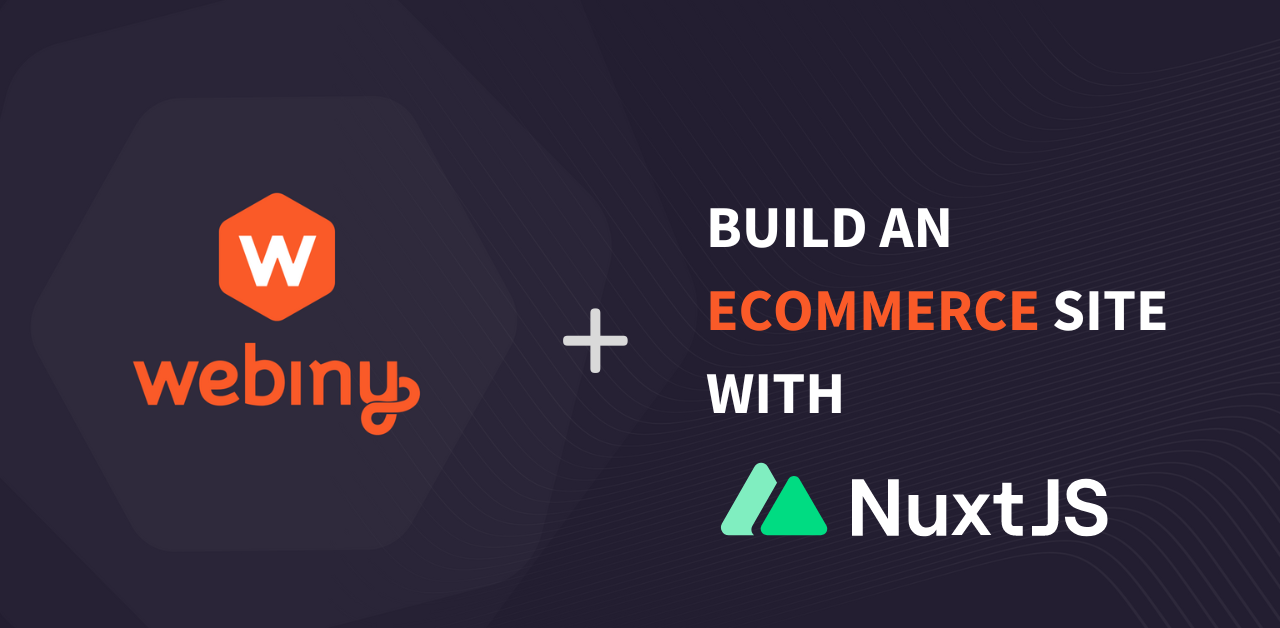 W
webiny
+
BUILD AN
ECOMMERCE SITE
WITH
NuxtJS